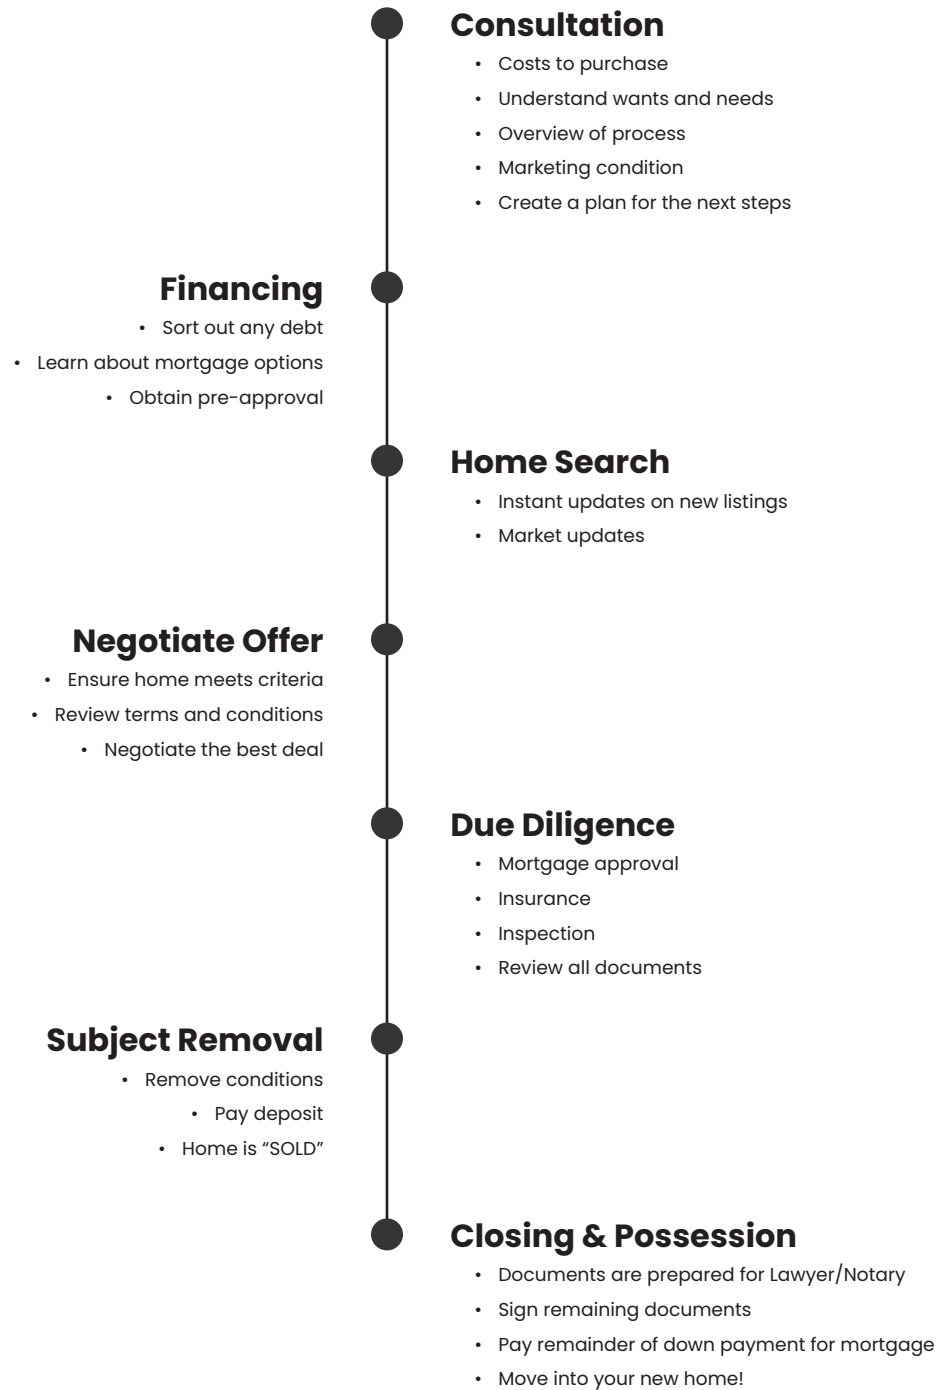 Consultation
• Costs to purchase
• Understand wants and needs
• Overview of process
• Marketing condition
• Create a plan for the next steps
Financing
• Sort out any debt
• Learn about mortgage options
• Obtain pre-approval
Home Search
• Instant updates on new listings
• Market updates
Negotiate Offer
• Ensure home meets criteria
• Review terms and conditions
• Negotiate the best deal
Due Diligence
• Mortgage approval
• Insurance
• Inspection
• Review all documents
Subject Removal
• Remove conditions
• Pay deposit
• Home is “SOLD”
Closing & Possession
• Documents are prepared for Lawyer/Notary
• Sign remaining documents
• Pay remainder of down payment for mortgage
• Move into your new home!